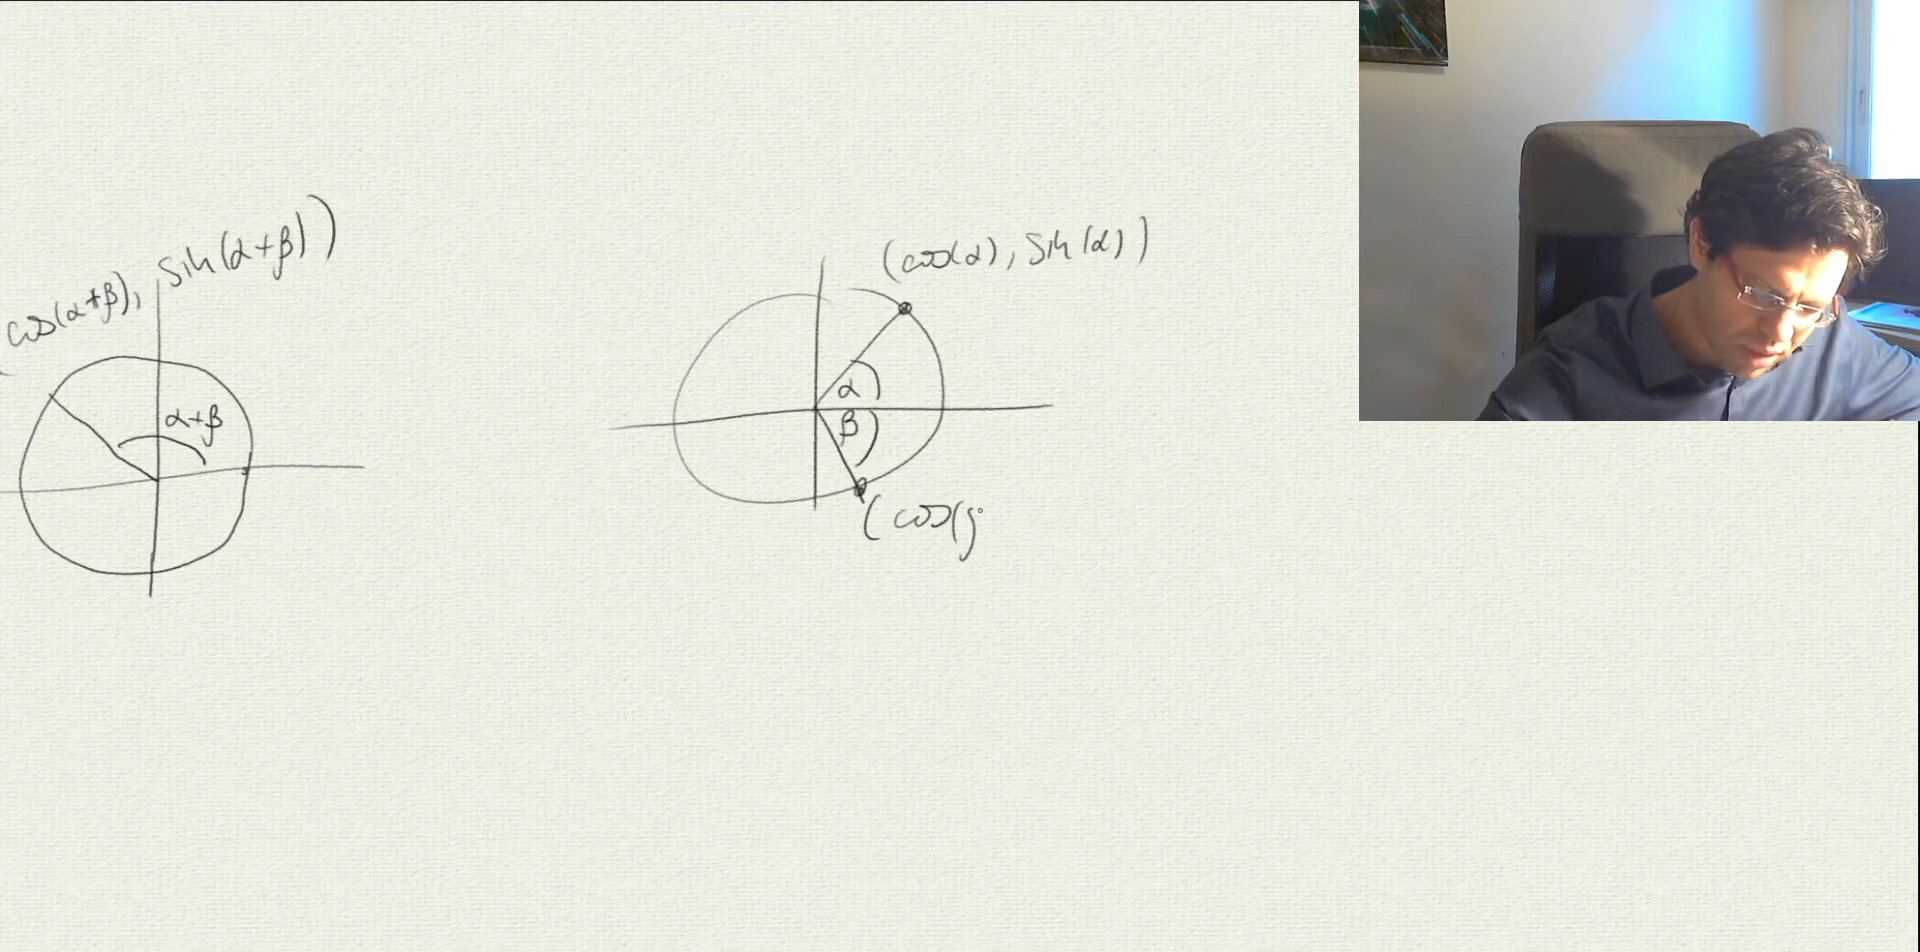 (cos(α+β), sin(α+β))
α+β
(cos(α), sin(α))
α
β
(cos(